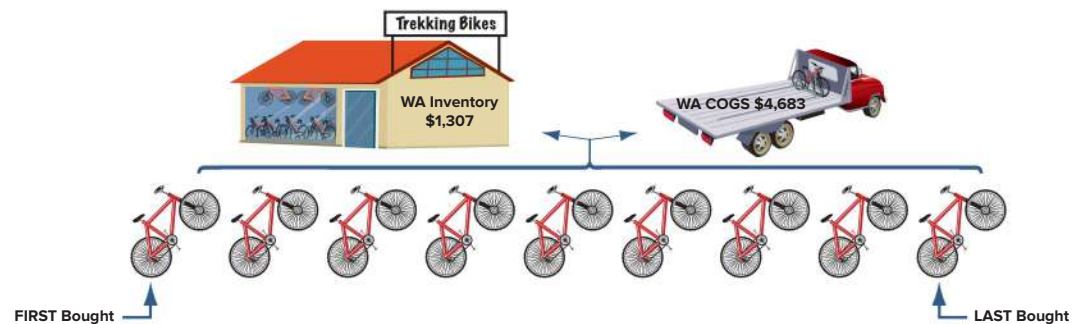 Trekking Bikes
WA Inventory
$1,307
WA COGS $4,683
FIRST Bought
LAST Bought